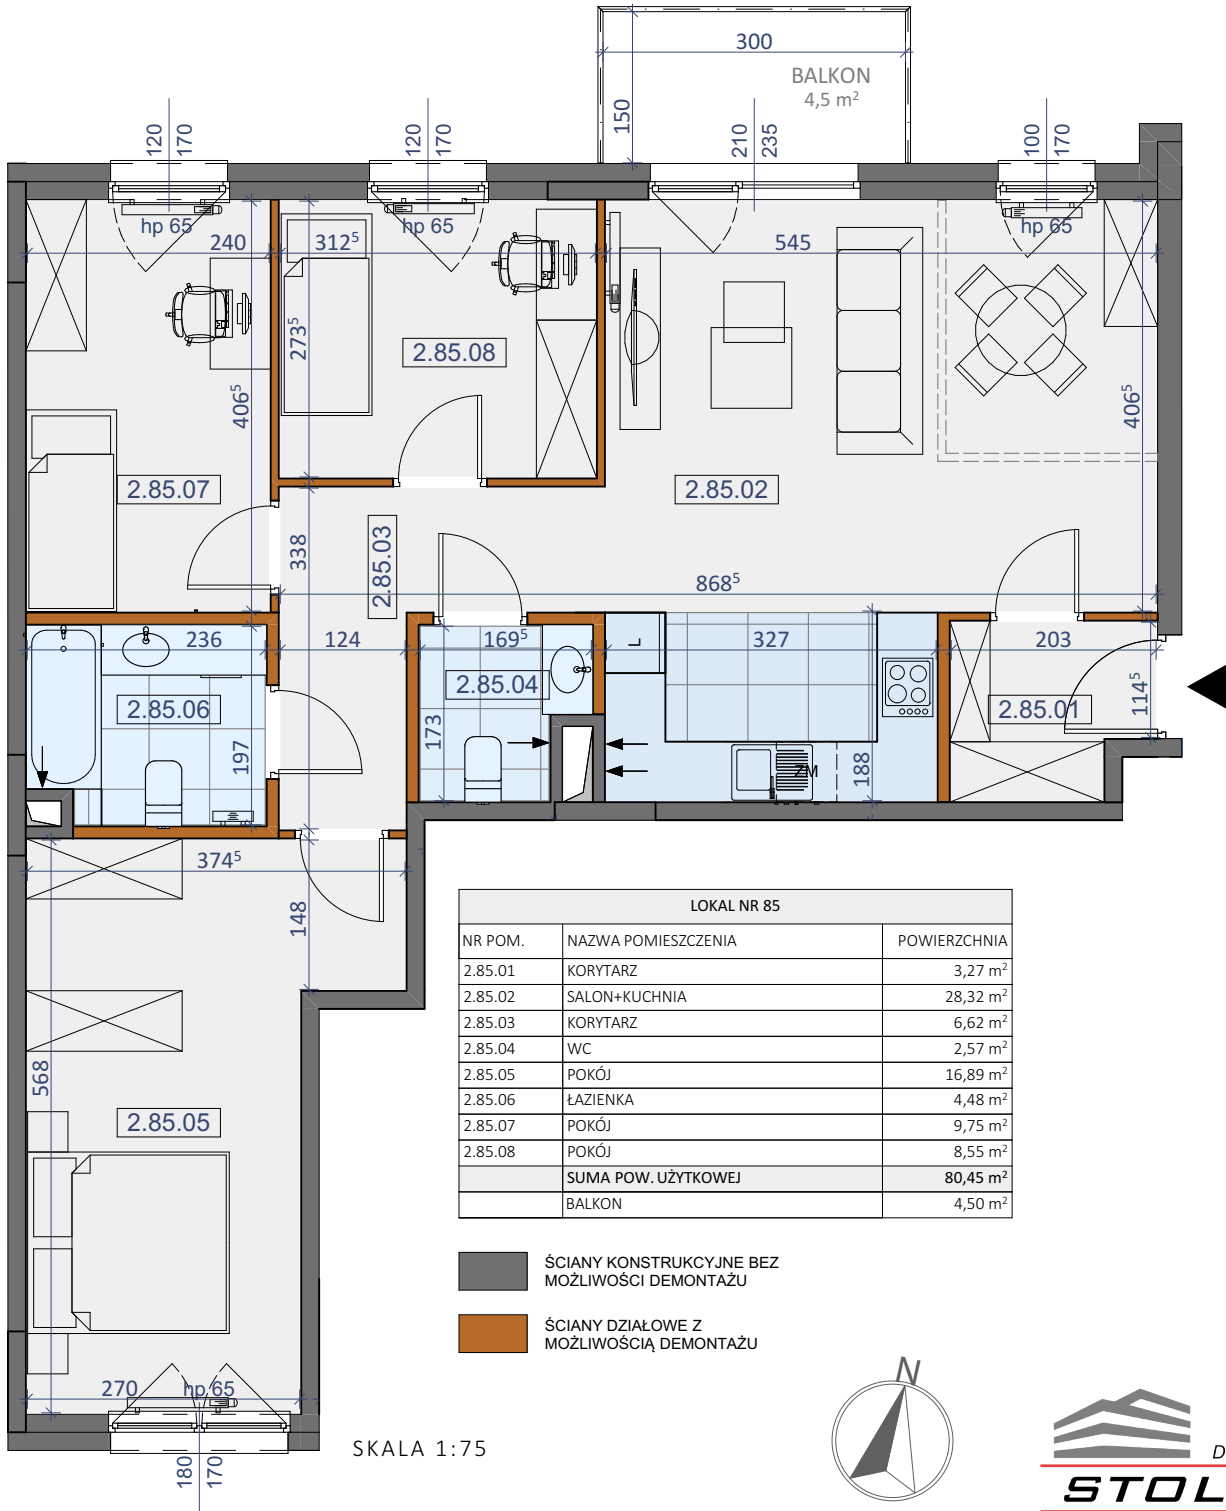 300
BALKON
4,5 m²
150
120
170
120
170
210
235
100
170
hp 65
hp 65
hp 65
240
312⁵
545
273⁵
2.85.08
406⁵
406⁵
2.85.07
2.85.02
338
2.85.03
868⁵
236
124
169⁵
327
203
L
2.85.04
2.85.06
2.85.01
114⁵
173
197
188
ZM
374⁵
148
568
2.85.05
270
hp 65
180
170
LOKAL NR 85
NR POM. NAZWA POMIESZCZENIA POWIERZCHNIA
2.85.01 KORYTARZ 3,27 m²
2.85.02 SALON+KUCHNIA 28,32 m²
2.85.03 KORYTARZ 6,62 m²
2.85.04 WC 2,57 m²
2.85.05 POKÓJ 16,89 m²
2.85.06 ŁAZIENKA 4,48 m²
2.85.07 POKÓJ 9,75 m²
2.85.08 POKÓJ 8,55 m²
SUMA POW. UŻYTKOWEJ 80,45 m²
BALKON 4,50 m²
ŚCIANY KONSTRUKCYJNE BEZ
MOŻLIWOŚCI DEMONTAŻU
ŚCIANY DZIAŁOWE Z
MOŻLIWOŚCIĄ DEMONTAŻU
SKALA 1:75
N
D
STOL